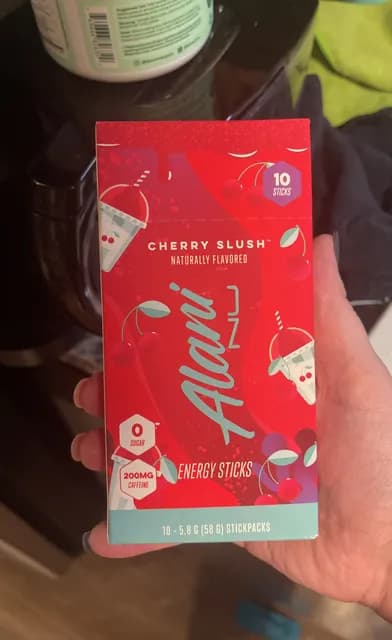 10
STICKS
CHERRY SLUSH™
NATURALLY FLAVORED
Alani
NU
0
SUGAR
200MG
CAFFEINE
ENERGY STICKS
10 - 5.8 G (58 G) STICKPACKS